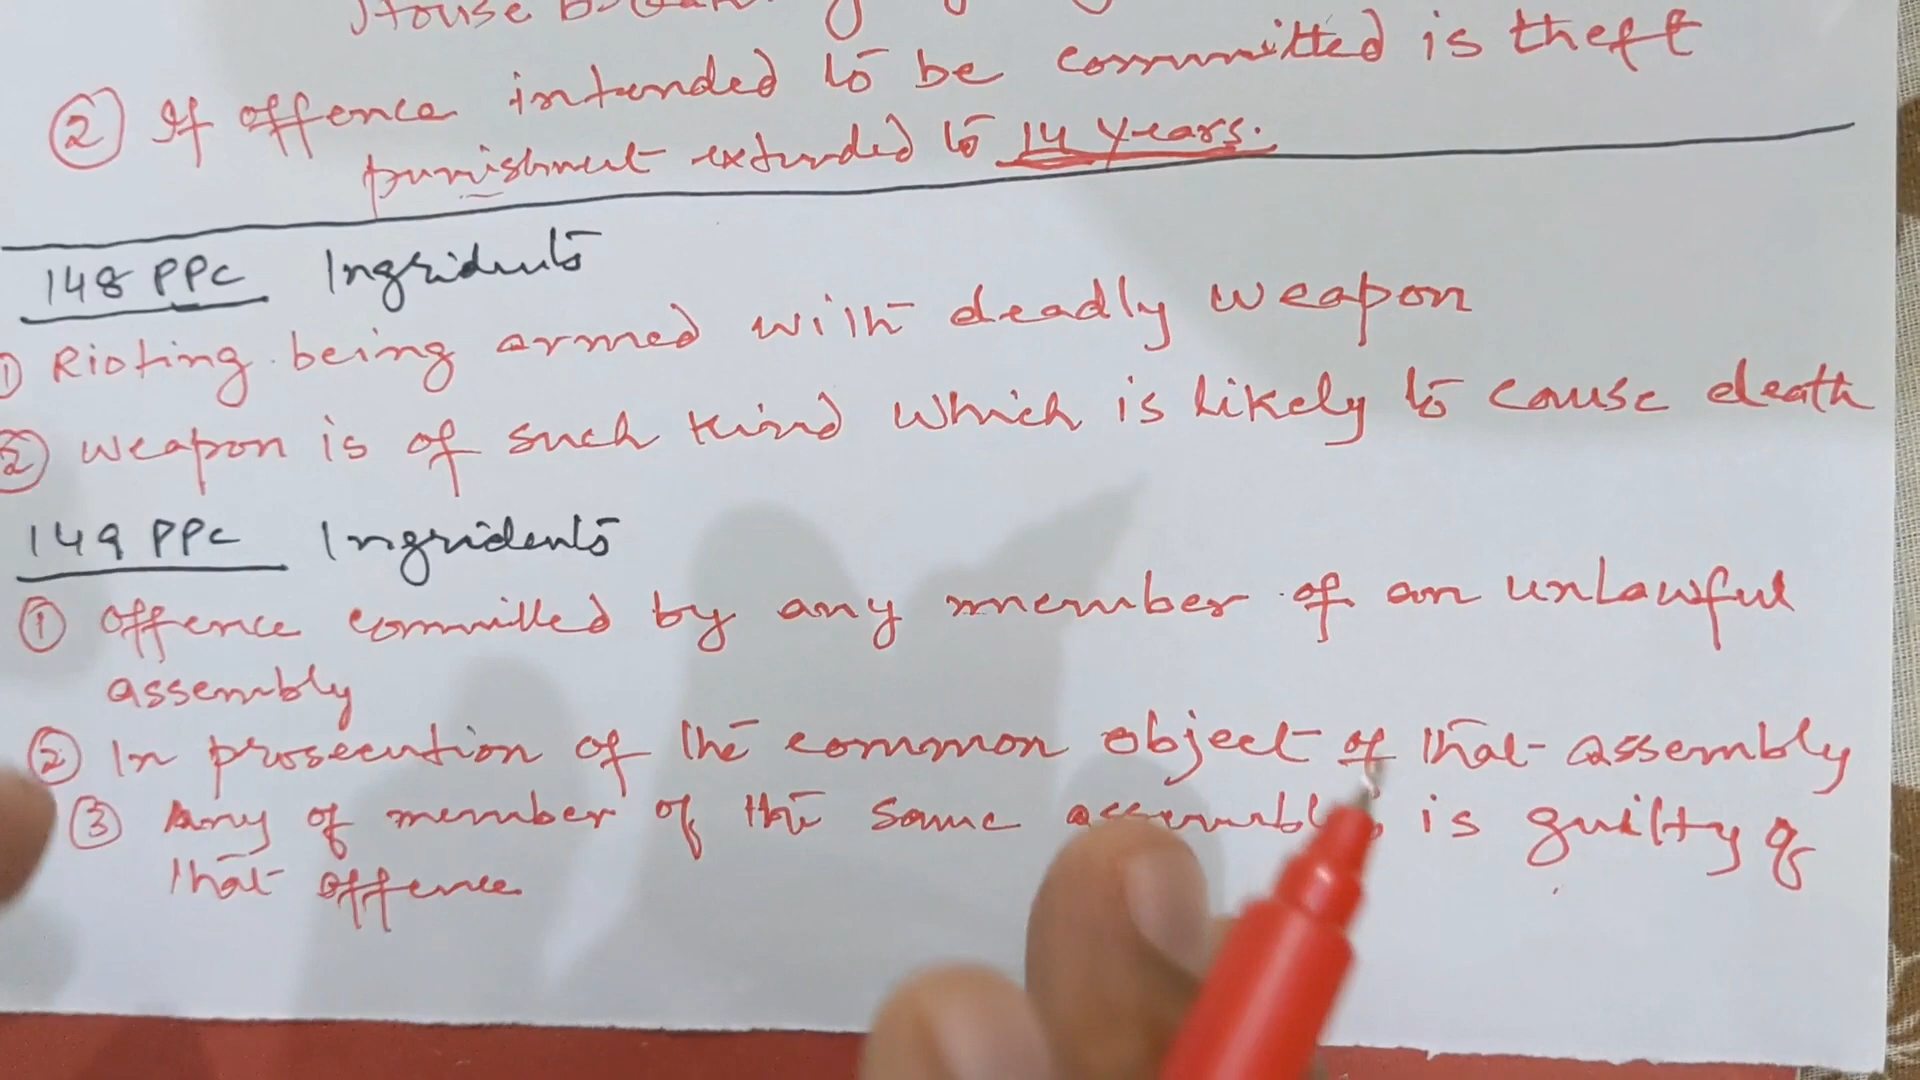 House
② If offence intended to be committed is theft
punishment extended to 14 years.
148 PPC Ingridents
① Rioting being armed with deadly weapon
② weapon is of such kind which is likely to cause death
149 PPC Ingridents
① offence committed by any member of an unlawful
assembly
② In prosecution of the common object of that assembly
③ Any of member of the same assembly is guilty of
that offence